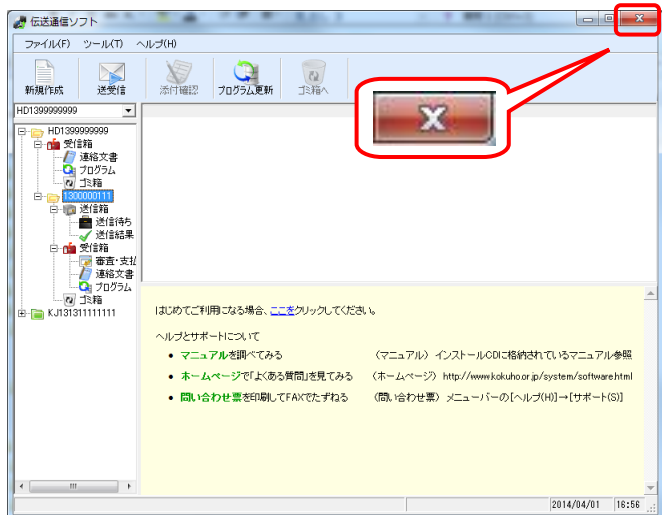 伝送通信ソフト
ファイル(F) ツール(T) ヘルプ(H)
新規作成 送受信 添付確認 プログラム更新 ゴミ箱へ
HD1399999999
HD1399999999
受信箱
連絡文書
プログラム
ゴミ箱
1300000111
送信箱
送信待ち
送信結果
受信箱
審査・支払
連絡文書
プログラム
ゴミ箱
KJ131311111111
はじめてご利用になる場合、ここをクリックしてください。
ヘルプとサポートについて
• マニュアルを調べてみる 〈マニュアル〉 インストールCDに格納されているマニュアル参照
• ホームページで「よくある質問」を見てみる 〈ホームページ〉 http://www.kokuho.or.jp/system/software.html
• 問い合わせ票を印刷してFAXでたずねる 〈問い合わせ票〉 メニューバーの[ヘルプ(H)]→[サポート(S)]
2014/04/01 16:56